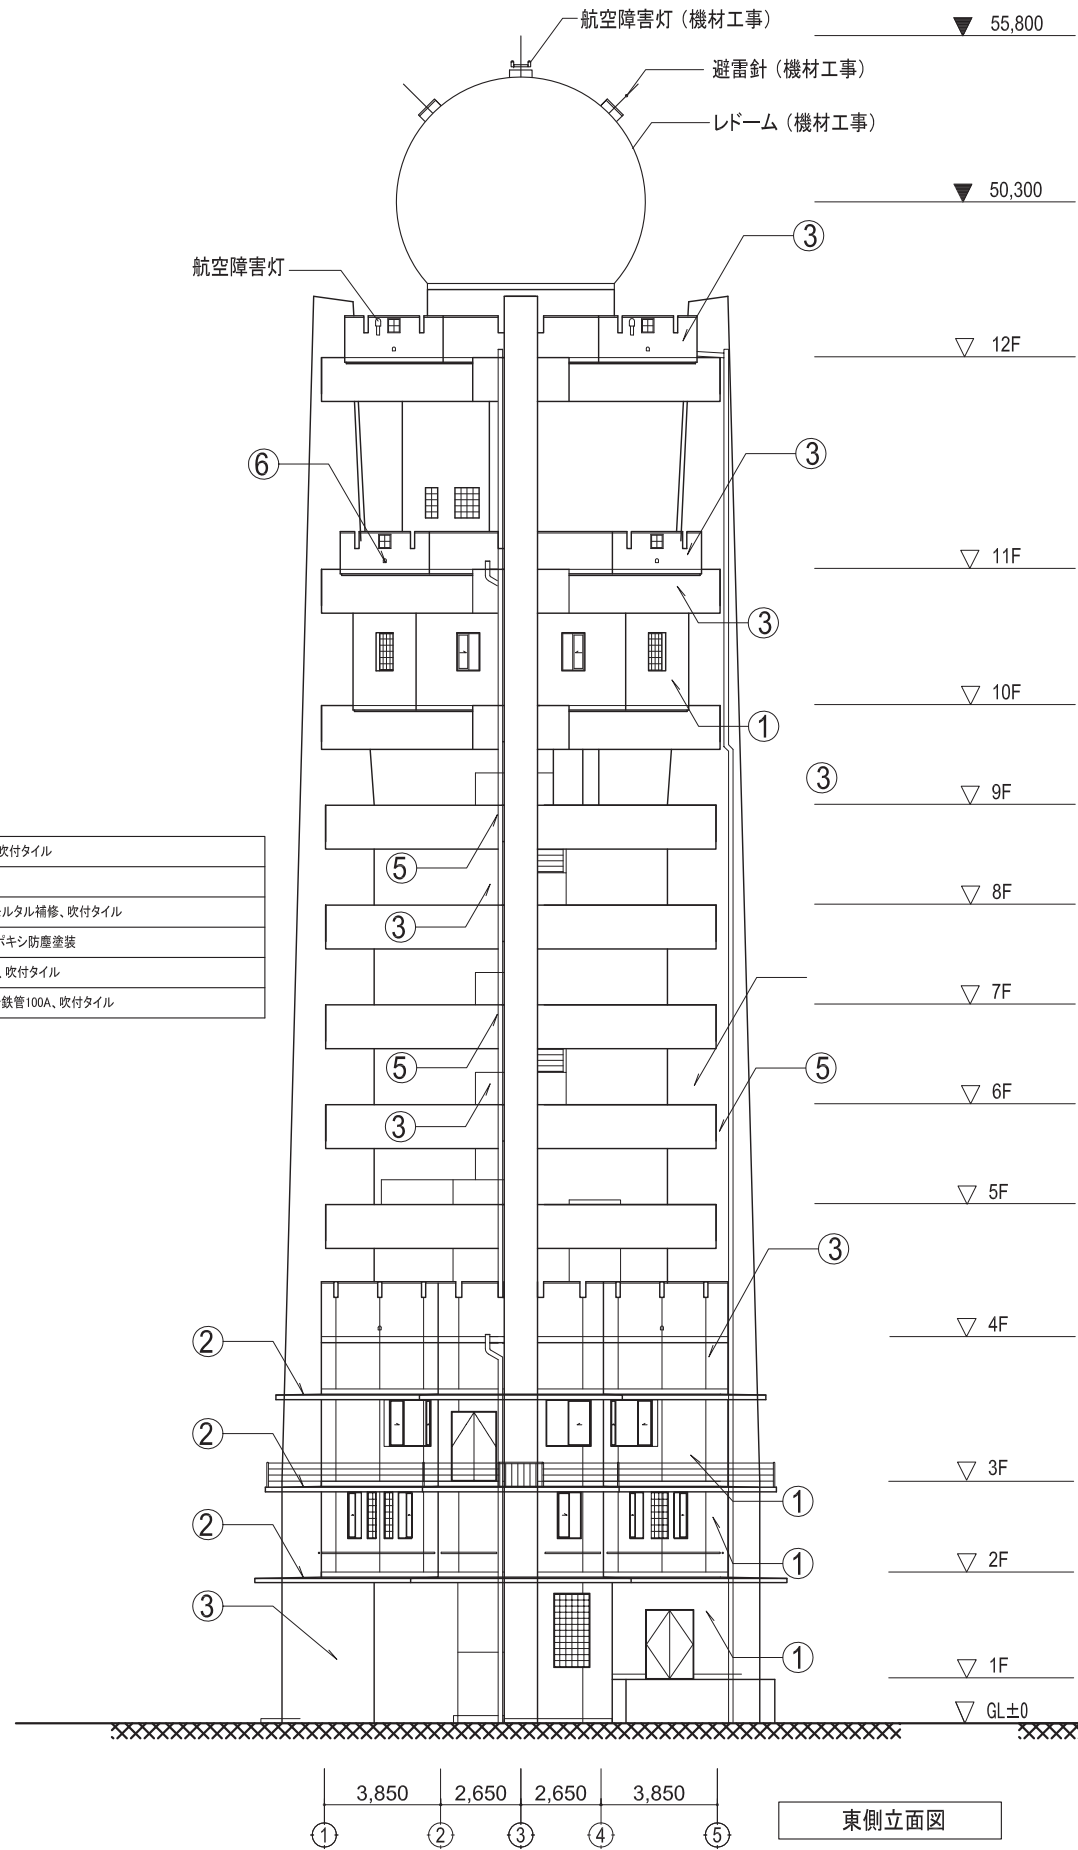 航空障害灯（機材工事）
55,800
避雷針（機材工事）
レドーム（機材工事）
50,300
③
航空障害灯
12F
③
⑥
11F
③
10F
①
③
9F
吹付タイル
⑤
8F
ルタル補修、吹付タイル
③
ポキシ防塵塗装
、吹付タイル
7F
鉄管100A、吹付タイル
⑤
⑤
6F
③
5F
③
4F
②
②
3F
①
②
2F
①
③
①
1F
GL±0
3,850 2,650 2,650 3,850
東側立面図
① ② ③ ④ ⑤